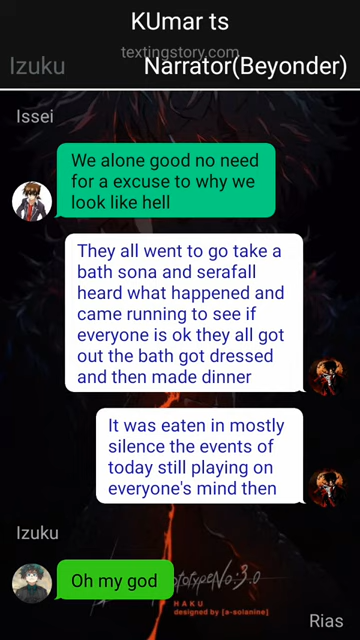 KUmar ts
textingstory.com
Izuku
Narrator(Beyonder)
Issei
We alone good no need
for a excuse to why we
look like hell
They all went to go take a
bath sona and serafall
heard what happened and
came running to see if
everyone is ok they all got
out the bath got dressed
and then made dinner
It was eaten in mostly
silence the events of
today still playing on
everyone's mind then
Izuku
Oh my god
No:3.0
HAKU
designed by [a-solanine]
Rias